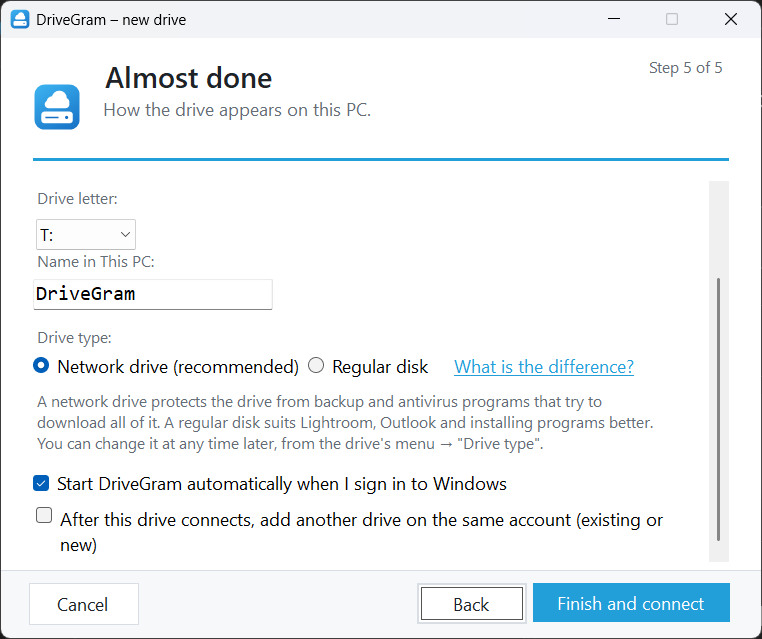 DriveGram – new drive
Almost done
Step 5 of 5
How the drive appears on this PC.
Drive letter:
T:
Name in This PC:
DriveGram
Drive type:
Network drive (recommended) Regular disk What is the difference?
A network drive protects the drive from backup and antivirus programs that try to
download all of it. A regular disk suits Lightroom, Outlook and installing programs better.
You can change it at any time later, from the drive's menu → "Drive type".
Start DriveGram automatically when I sign in to Windows
After this drive connects, add another drive on the same account (existing or
new)
Cancel Back Finish and connect